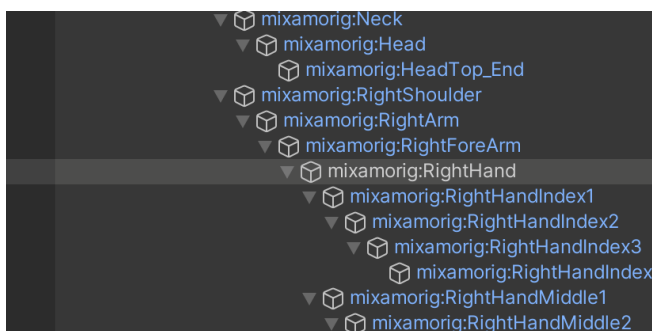 mixamorig:Neck
mixamorig:Head
mixamorig:HeadTop_End
mixamorig:RightShoulder
mixamorig:RightArm
mixamorig:RightForeArm
mixamorig:RightHand
mixamorig:RightHandIndex1
mixamorig:RightHandIndex2
mixamorig:RightHandIndex3
mixamorig:RightHandIndex
mixamorig:RightHandMiddle1
mixamorig:RightHandMiddle2